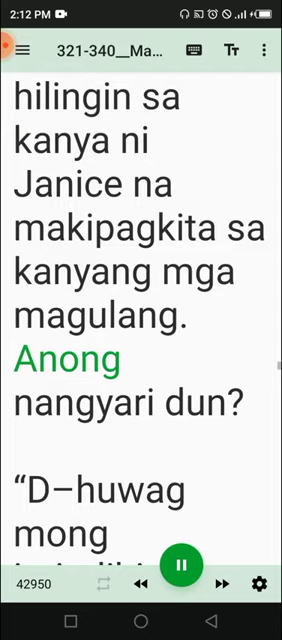 2:12 PM
321-340__Ma...
Tт
hilingin sa
kanya ni
Janice na
makipagkita sa
kanyang mga
magulang.
Anong
nangyari dun?
“D–huwag
mong
42950